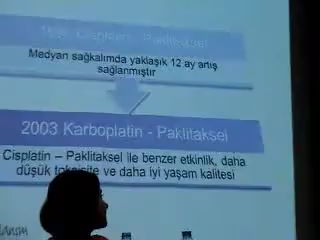 Medyan sağkalımda yaklaşık 12 ay artış
sağlanmıştır
2003 Karboplatin - Paklitaksel
Cisplatin – Paklitaksel ile benzer etkinlik, daha
düşük toksisite ve daha iyi yaşam kalitesi